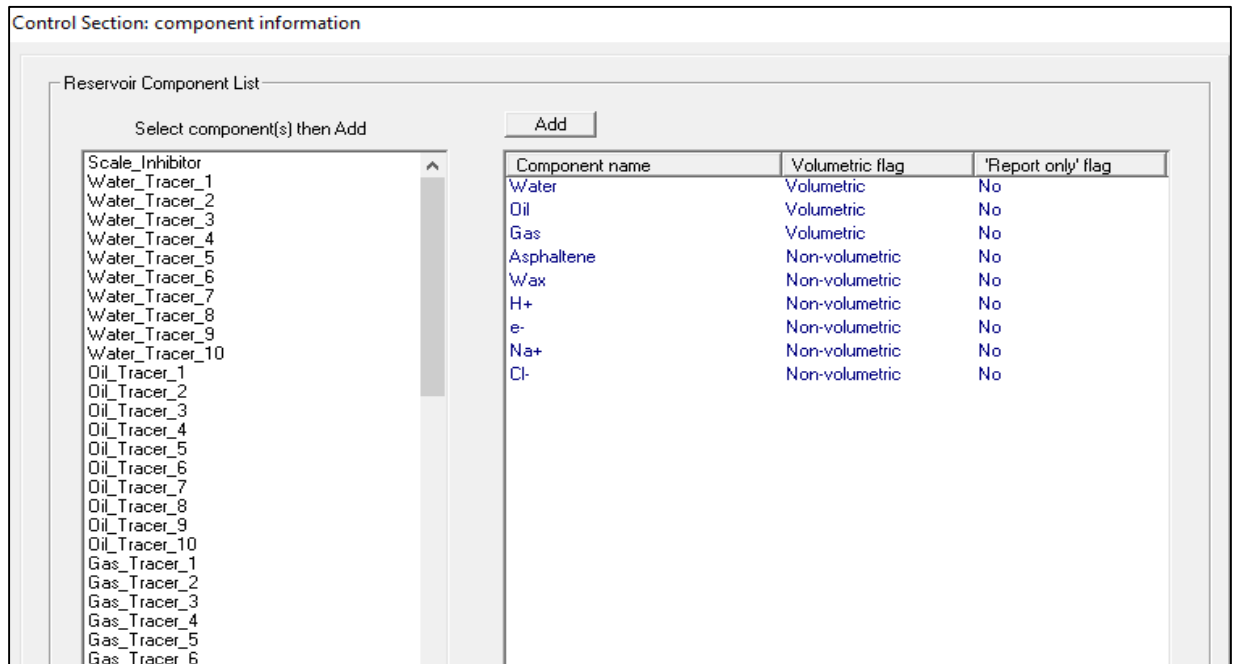 Control Section: component information
Reservoir Component List
Select component(s) then Add
Add
Scale_Inhibitor
Water_Tracer_1
Water_Tracer_2
Water_Tracer_3
Water_Tracer_4
Water_Tracer_5
Water_Tracer_6
Water_Tracer_7
Water_Tracer_8
Water_Tracer_9
Water_Tracer_10
Oil_Tracer_1
Oil_Tracer_2
Oil_Tracer_3
Oil_Tracer_4
Oil_Tracer_5
Oil_Tracer_6
Oil_Tracer_7
Oil_Tracer_8
Oil_Tracer_9
Oil_Tracer_10
Gas_Tracer_1
Gas_Tracer_2
Gas_Tracer_3
Gas_Tracer_4
Gas_Tracer_5
Gas_Tracer_6
Component name Volumetric flag 'Report only' flag
Water Volumetric No
Oil Volumetric No
Gas Volumetric No
Asphaltene Non-volumetric No
Wax Non-volumetric No
H+ Non-volumetric No
e- Non-volumetric No
Na+ Non-volumetric No
Cl- Non-volumetric No